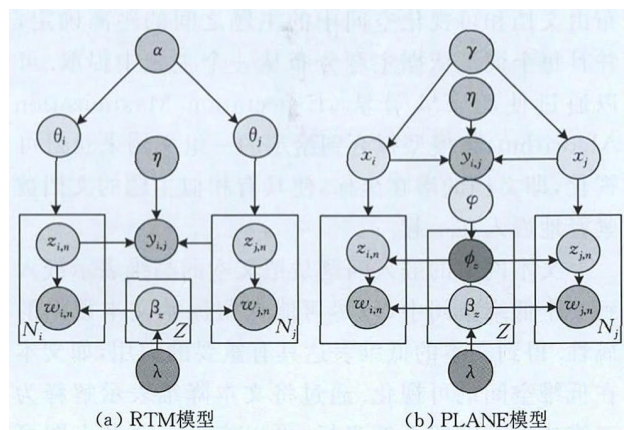 α γ
θi η θj xi η xj
yi,j
φ
zi,n yi,j zj,n zi,n ϕz zj,n
wi,n βz wj,n wi,n βz wj,n
Ni Z Nj Ni Z Nj
λ λ
(a) RTM模型 (b) PLANE模型